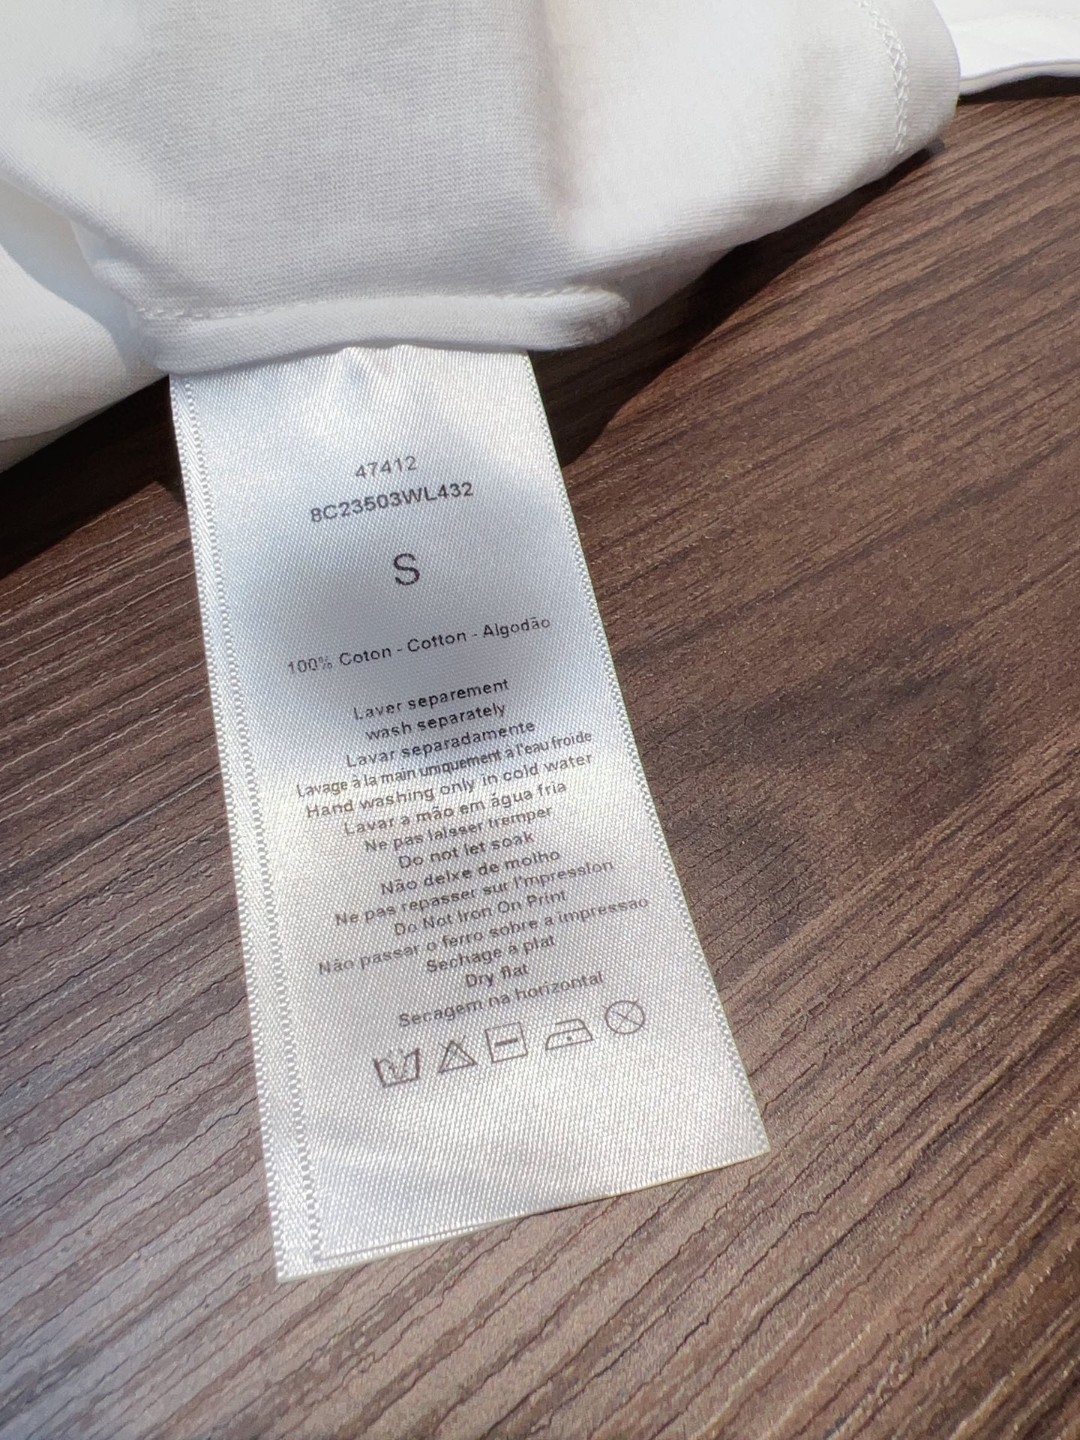 47412
8C23503WL432
S
100% Coton - Cotton - Algodão
Laver separement
wash separately
Lavar separadamente
Lavage à la main uniquement a l'eau froide
Hand washing only in cold water
Lavar a mão em água fria
Ne pas laisser tremper
Do not let soak
Não deixe de molho
Ne pas repasser sur l'mpression
Do Not Iron On Print
Não passar o ferro sobre a impressao
Sechage a plat
Dry flat
Secagem na horizontal